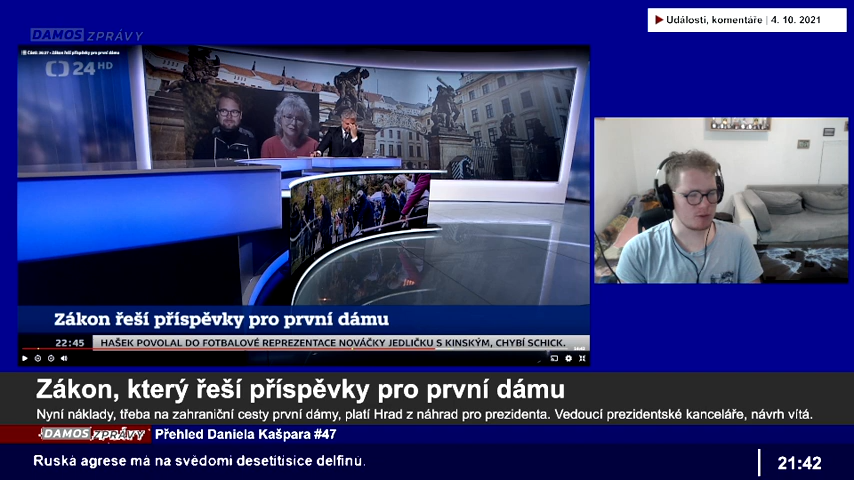 DAMOS ZPRÁVY
▶ Události, komentáře | 4. 10. 2021
24 HD
Zákon řeší příspěvky pro první dámu
22:45 HAŠEK POVOLAL DO FOTBALOVÉ REPREZENTACE NOVÁČKY JEDLIČKU S KINSKÝM, CHYBÍ SCHICK.
Zákon, který řeší příspěvky pro první dámu
Nyní náklady, třeba na zahraniční cesty první dámy, platí Hrad z náhrad pro prezidenta. Vedoucí prezidentské kanceláře, návrh vítá.
DAMOS ZPRÁVY Přehled Daniela Kašpara #47
Ruská agrese má na svědomí desetitisíce delfínů.
21:42